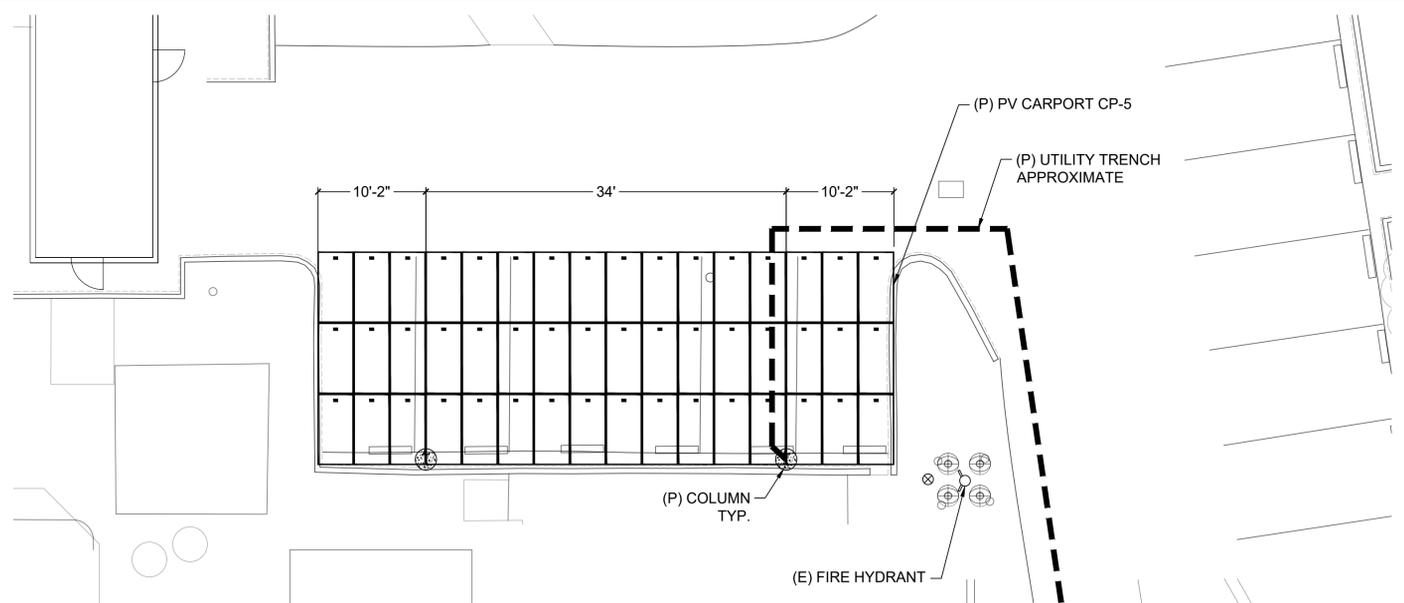 (P) PV CARPORT CP-5
(P) UTILITY TRENCH
APPROXIMATE
10'-2"
34'
10'-2"
(P) COLUMN
TYP.
(E) FIRE HYDRANT